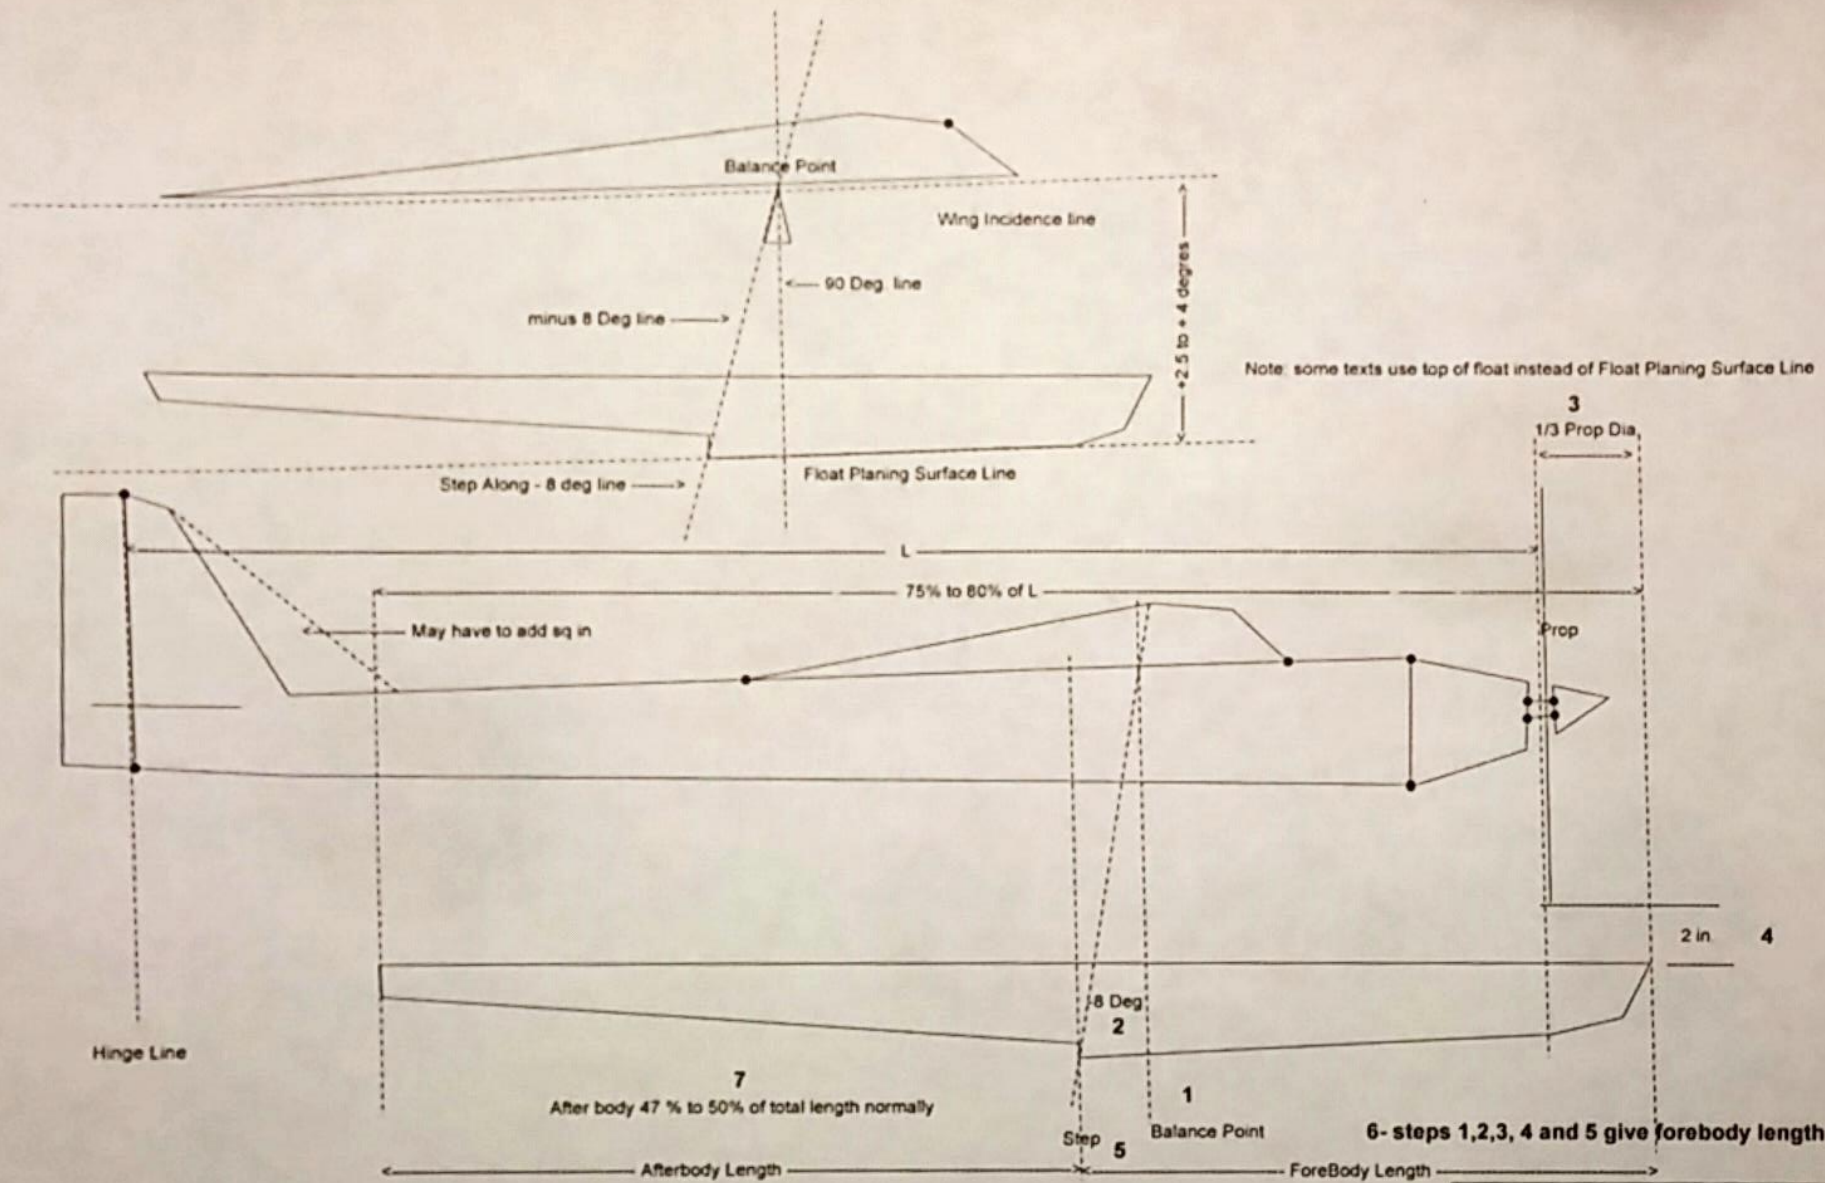 Balance Point
Wing Incidence line
90 Deg. line
minus 8 Deg line
+2.5 to + 4 degres
Note: some texts use top of float instead of Float Planing Surface Line
3
1/3 Prop Dia,
Float Planing Surface Line
Step Along - 8 deg line
L
75% to 80% of L
May have to add sq in
Prop
2 in.
4
-8 Deg
2
Hinge Line
7
After body 47 % to 50% of total length normally
1
Balance Point
Step
5
6- steps 1,2,3, 4 and 5 give forebody length
Afterbody Length
ForeBody Length